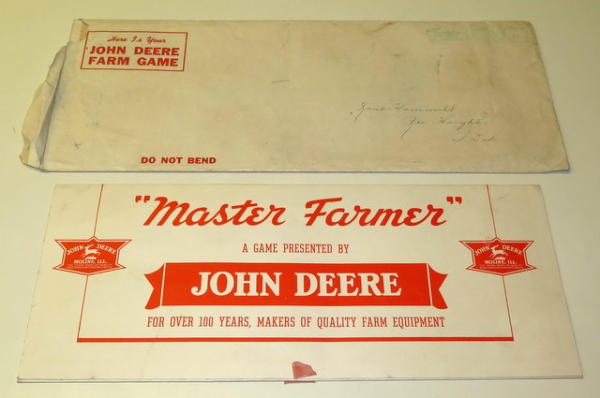 Here Is Your
JOHN DEERE
FARM GAME
DO NOT BEND
"Master Farmer"
A GAME PRESENTED BY
JOHN DEERE
FOR OVER 100 YEARS, MAKERS OF QUALITY FARM EQUIPMENT
JOHN DEERE
MOLINE, ILL.
JOHN DEERE
MOLINE, ILL.